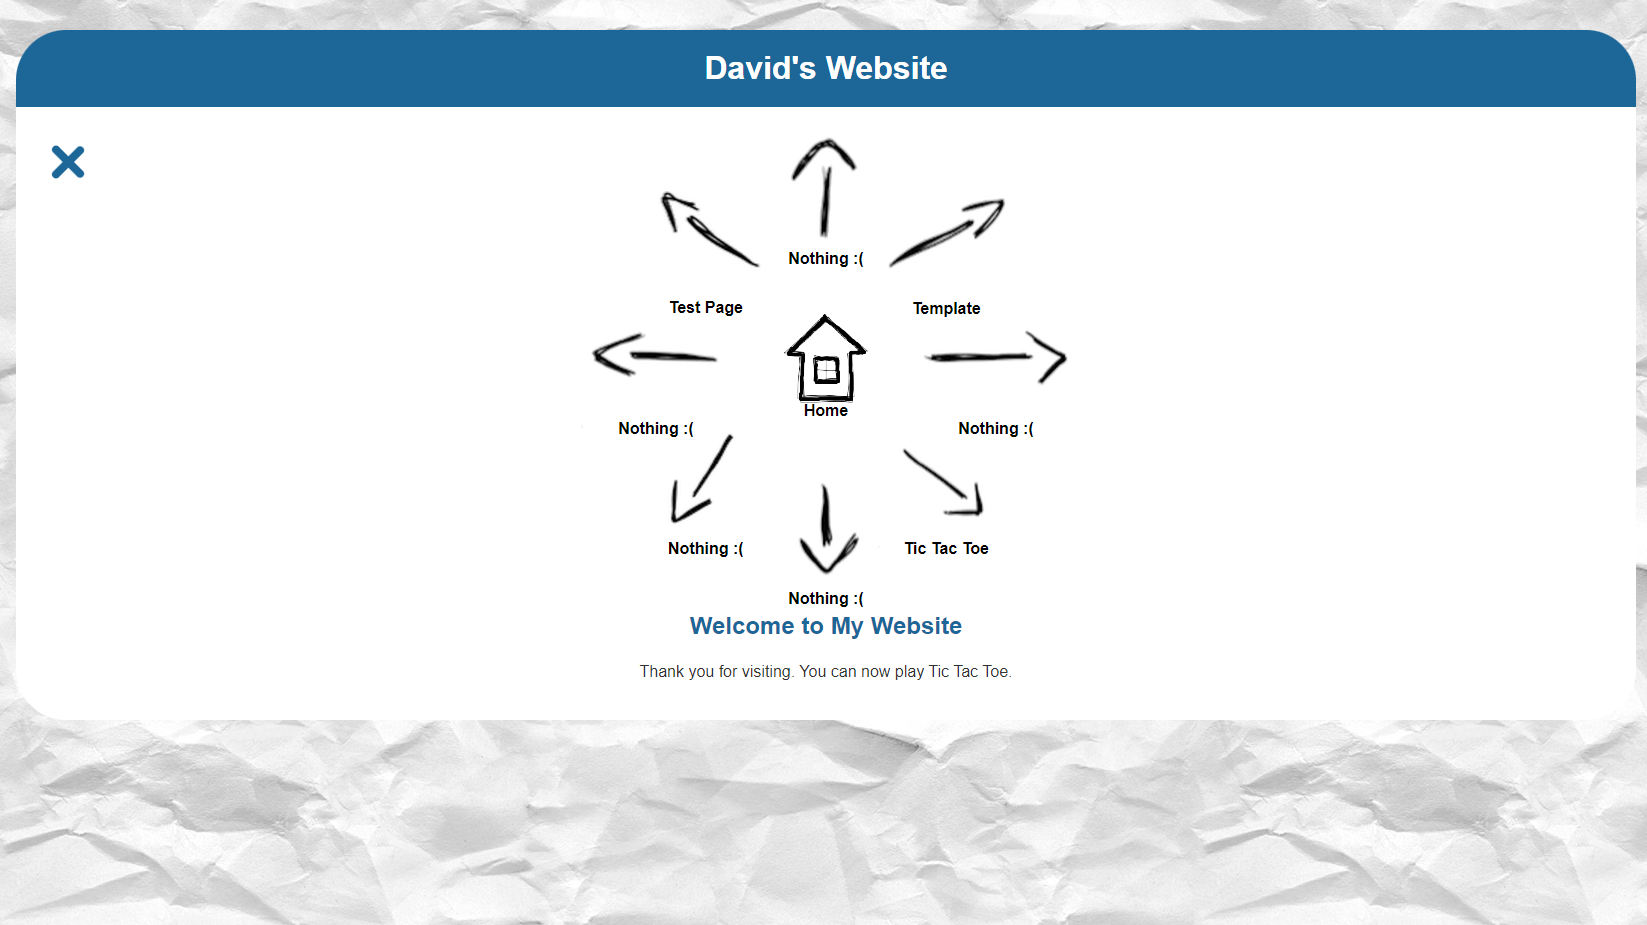 David's Website
Nothing :(
Test Page
Template
Home
Nothing :(
Nothing :(
Nothing :(
Tic Tac Toe
Nothing :(
Welcome to My Website
Thank you for visiting. You can now play Tic Tac Toe.